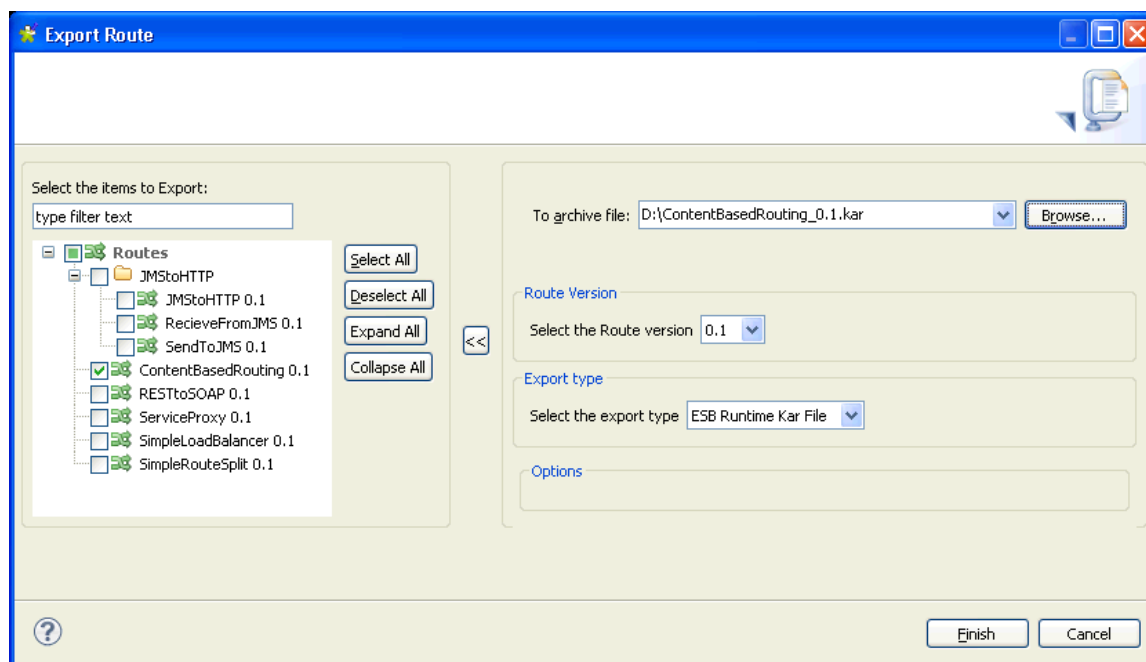 Export Route
Select the items to Export:
type filter text
Routes
JMStoHTTP
JMStoHTTP 0.1
RecieveFromJMS 0.1
SendToJMS 0.1
ContentBasedRouting 0.1
RESTtoSOAP 0.1
ServiceProxy 0.1
SimpleLoadBalancer 0.1
SimpleRouteSplit 0.1
Select All
Deselect All
Expand All
Collapse All
<<
To archive file: D:\ContentBasedRouting_0.1.kar Browse...
Route Version
Select the Route version 0.1
Export type
Select the export type ESB Runtime Kar File
Options
?
Finish Cancel